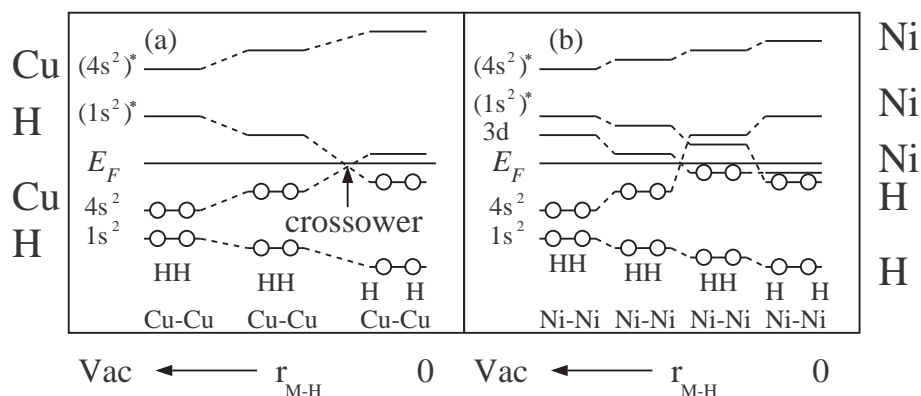 (a)
Cu (4s²)*
H (1s²)*
E_F
Cu 4s²
H 1s²
crossower
HH HH H H
Cu-Cu Cu-Cu Cu-Cu
Vac r_M-H 0
(b)
(4s²)* Ni
(1s²)* Ni
3d
E_F Ni
4s² H
1s² H
HH HH HH H H
Ni-Ni Ni-Ni Ni-Ni Ni-Ni
Vac r_M-H 0